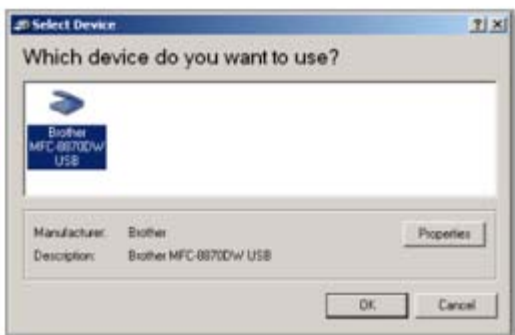 Select Device
Which device do you want to use?
Brother
MFC-8870DW
USB
Manufacturer: Brother
Properties
Description: Brother MFC-8870DW USB
OK
Cancel